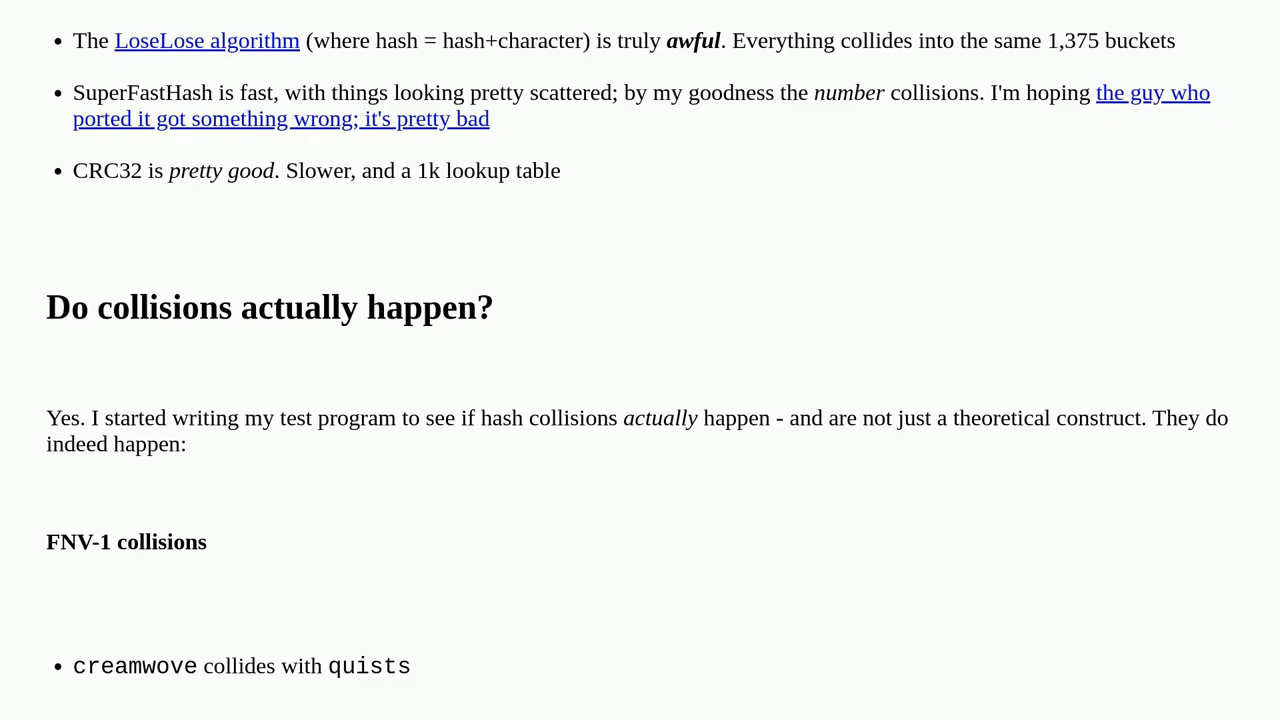 The LoseLose algorithm (where hash = hash+character) is truly awful. Everything collides into the same 1,375 buckets
SuperFastHash is fast, with things looking pretty scattered; by my goodness the number collisions. I'm hoping the guy who
ported it got something wrong; it's pretty bad
CRC32 is pretty good. Slower, and a 1k lookup table
Do collisions actually happen?
Yes. I started writing my test program to see if hash collisions actually happen - and are not just a theoretical construct. They do
indeed happen:
FNV-1 collisions
creamwove collides with quists